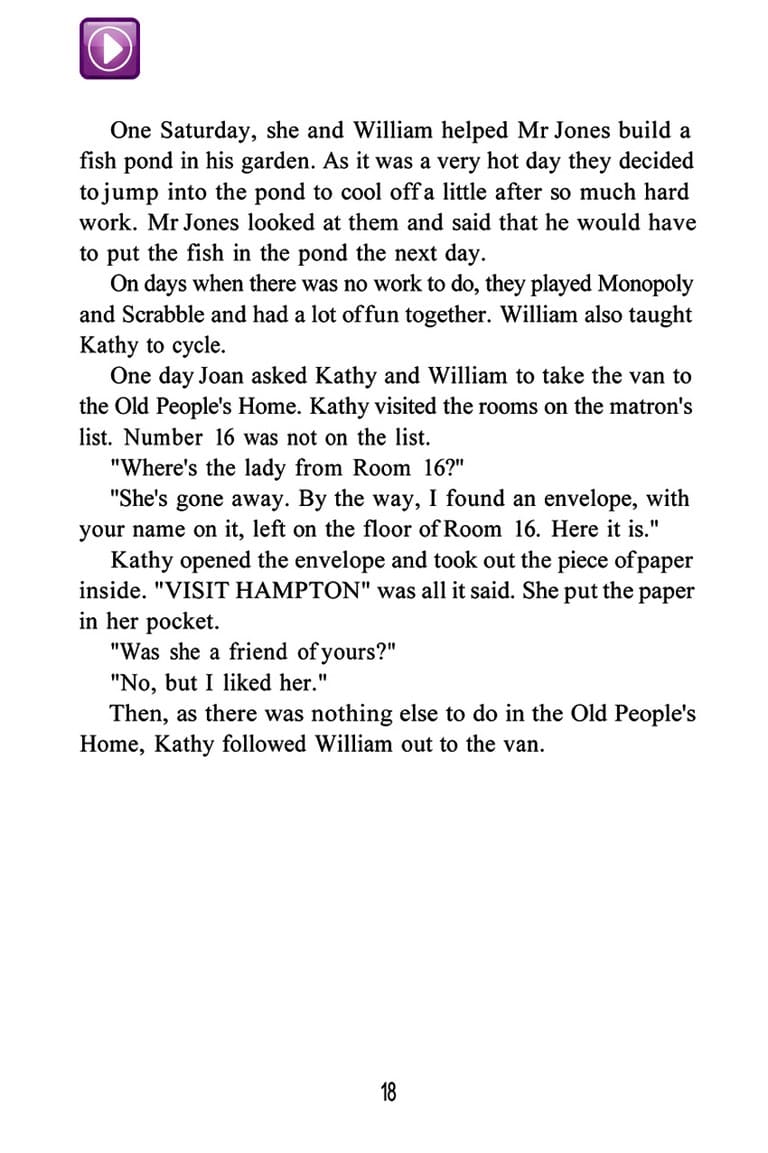 One Saturday, she and William helped Mr Jones build a
fish pond in his garden. As it was a very hot day they decided
to jump into the pond to cool off a little after so much hard
work. Mr Jones looked at them and said that he would have
to put the fish in the pond the next day.
On days when there was no work to do, they played Monopoly
and Scrabble and had a lot of fun together. William also taught
Kathy to cycle.
One day Joan asked Kathy and William to take the van to
the Old People's Home. Kathy visited the rooms on the matron's
list. Number 16 was not on the list.
"Where's the lady from Room 16?"
"She's gone away. By the way, I found an envelope, with
your name on it, left on the floor of Room 16. Here it is."
Kathy opened the envelope and took out the piece of paper
inside. "VISIT HAMPTON" was all it said. She put the paper
in her pocket.
"Was she a friend of yours?"
"No, but I liked her."
Then, as there was nothing else to do in the Old People's
Home, Kathy followed William out to the van.
18